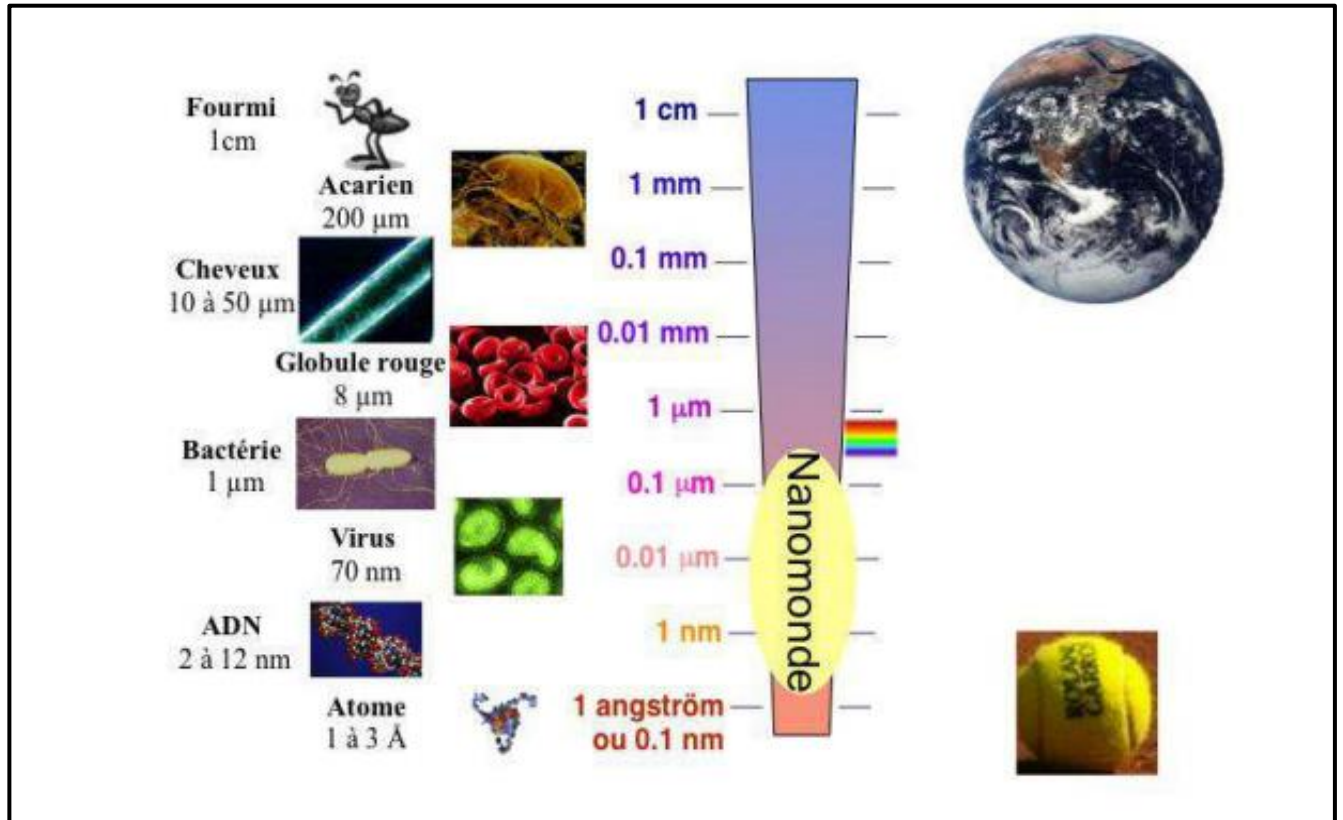 Fourmi
1cm
Acarien
200 μm
Cheveux
10 à 50 μm
Globule rouge
8 μm
Bactérie
1 μm
Virus
70 nm
ADN
2 à 12 nm
Atome
1 à 3 Å
1 cm
1 mm
0.1 mm
0.01 mm
1 μm
0.1 μm
0.01 μm
1 nm
1 angström
ou 0.1 nm
Nanomonde